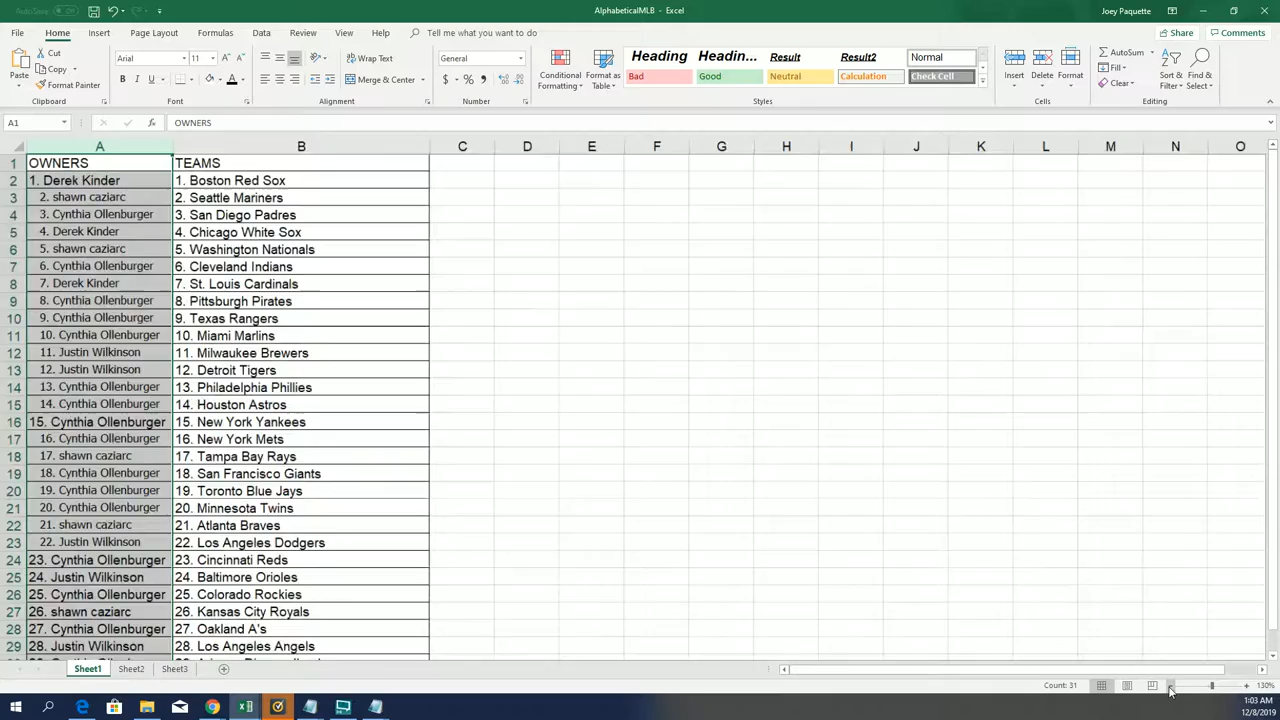 AutoSave
AlphabeticalMLB - Excel
Joey Paquette
File Home Insert Page Layout Formulas Data Review View Help Tell me what you want to do
Share Comments
Paste Cut Copy Format Painter
Clipboard
Arial 11
B I U
Font
Wrap Text
Merge & Center
Alignment
General
$ % ,
Number
Conditional Formatting
Format as Table
Heading Headin... Result Result2 Normal
Bad Good Neutral Calculation Check Cell
Styles
Insert Delete Format
Cells
AutoSum
Fill
Clear
Sort & Filter
Find & Select
Editing
A1 fx OWNERS
A B C D E F G H I J K L M N O
1 OWNERS TEAMS
2 1. Derek Kinder 1. Boston Red Sox
3 2. shawn caziarc 2. Seattle Mariners
4 3. Cynthia Ollenburger 3. San Diego Padres
5 4. Derek Kinder 4. Chicago White Sox
6 5. shawn caziarc 5. Washington Nationals
7 6. Cynthia Ollenburger 6. Cleveland Indians
8 7. Derek Kinder 7. St. Louis Cardinals
9 8. Cynthia Ollenburger 8. Pittsburgh Pirates
10 9. Cynthia Ollenburger 9. Texas Rangers
11 10. Cynthia Ollenburger 10. Miami Marlins
12 11. Justin Wilkinson 11. Milwaukee Brewers
13 12. Justin Wilkinson 12. Detroit Tigers
14 13. Cynthia Ollenburger 13. Philadelphia Phillies
15 14. Cynthia Ollenburger 14. Houston Astros
16 15. Cynthia Ollenburger 15. New York Yankees
17 16. Cynthia Ollenburger 16. New York Mets
18 17. shawn caziarc 17. Tampa Bay Rays
19 18. Cynthia Ollenburger 18. San Francisco Giants
20 19. Cynthia Ollenburger 19. Toronto Blue Jays
21 20. Cynthia Ollenburger 20. Minnesota Twins
22 21. shawn caziarc 21. Atlanta Braves
23 22. Justin Wilkinson 22. Los Angeles Dodgers
24 23. Cynthia Ollenburger 23. Cincinnati Reds
25 24. Justin Wilkinson 24. Baltimore Orioles
26 25. Cynthia Ollenburger 25. Colorado Rockies
27 26. shawn caziarc 26. Kansas City Royals
28 27. Cynthia Ollenburger 27. Oakland A's
29 28. Justin Wilkinson 28. Los Angeles Angels
Sheet1 Sheet2 Sheet3
Count: 31 130%
1:03 AM
12/8/2019